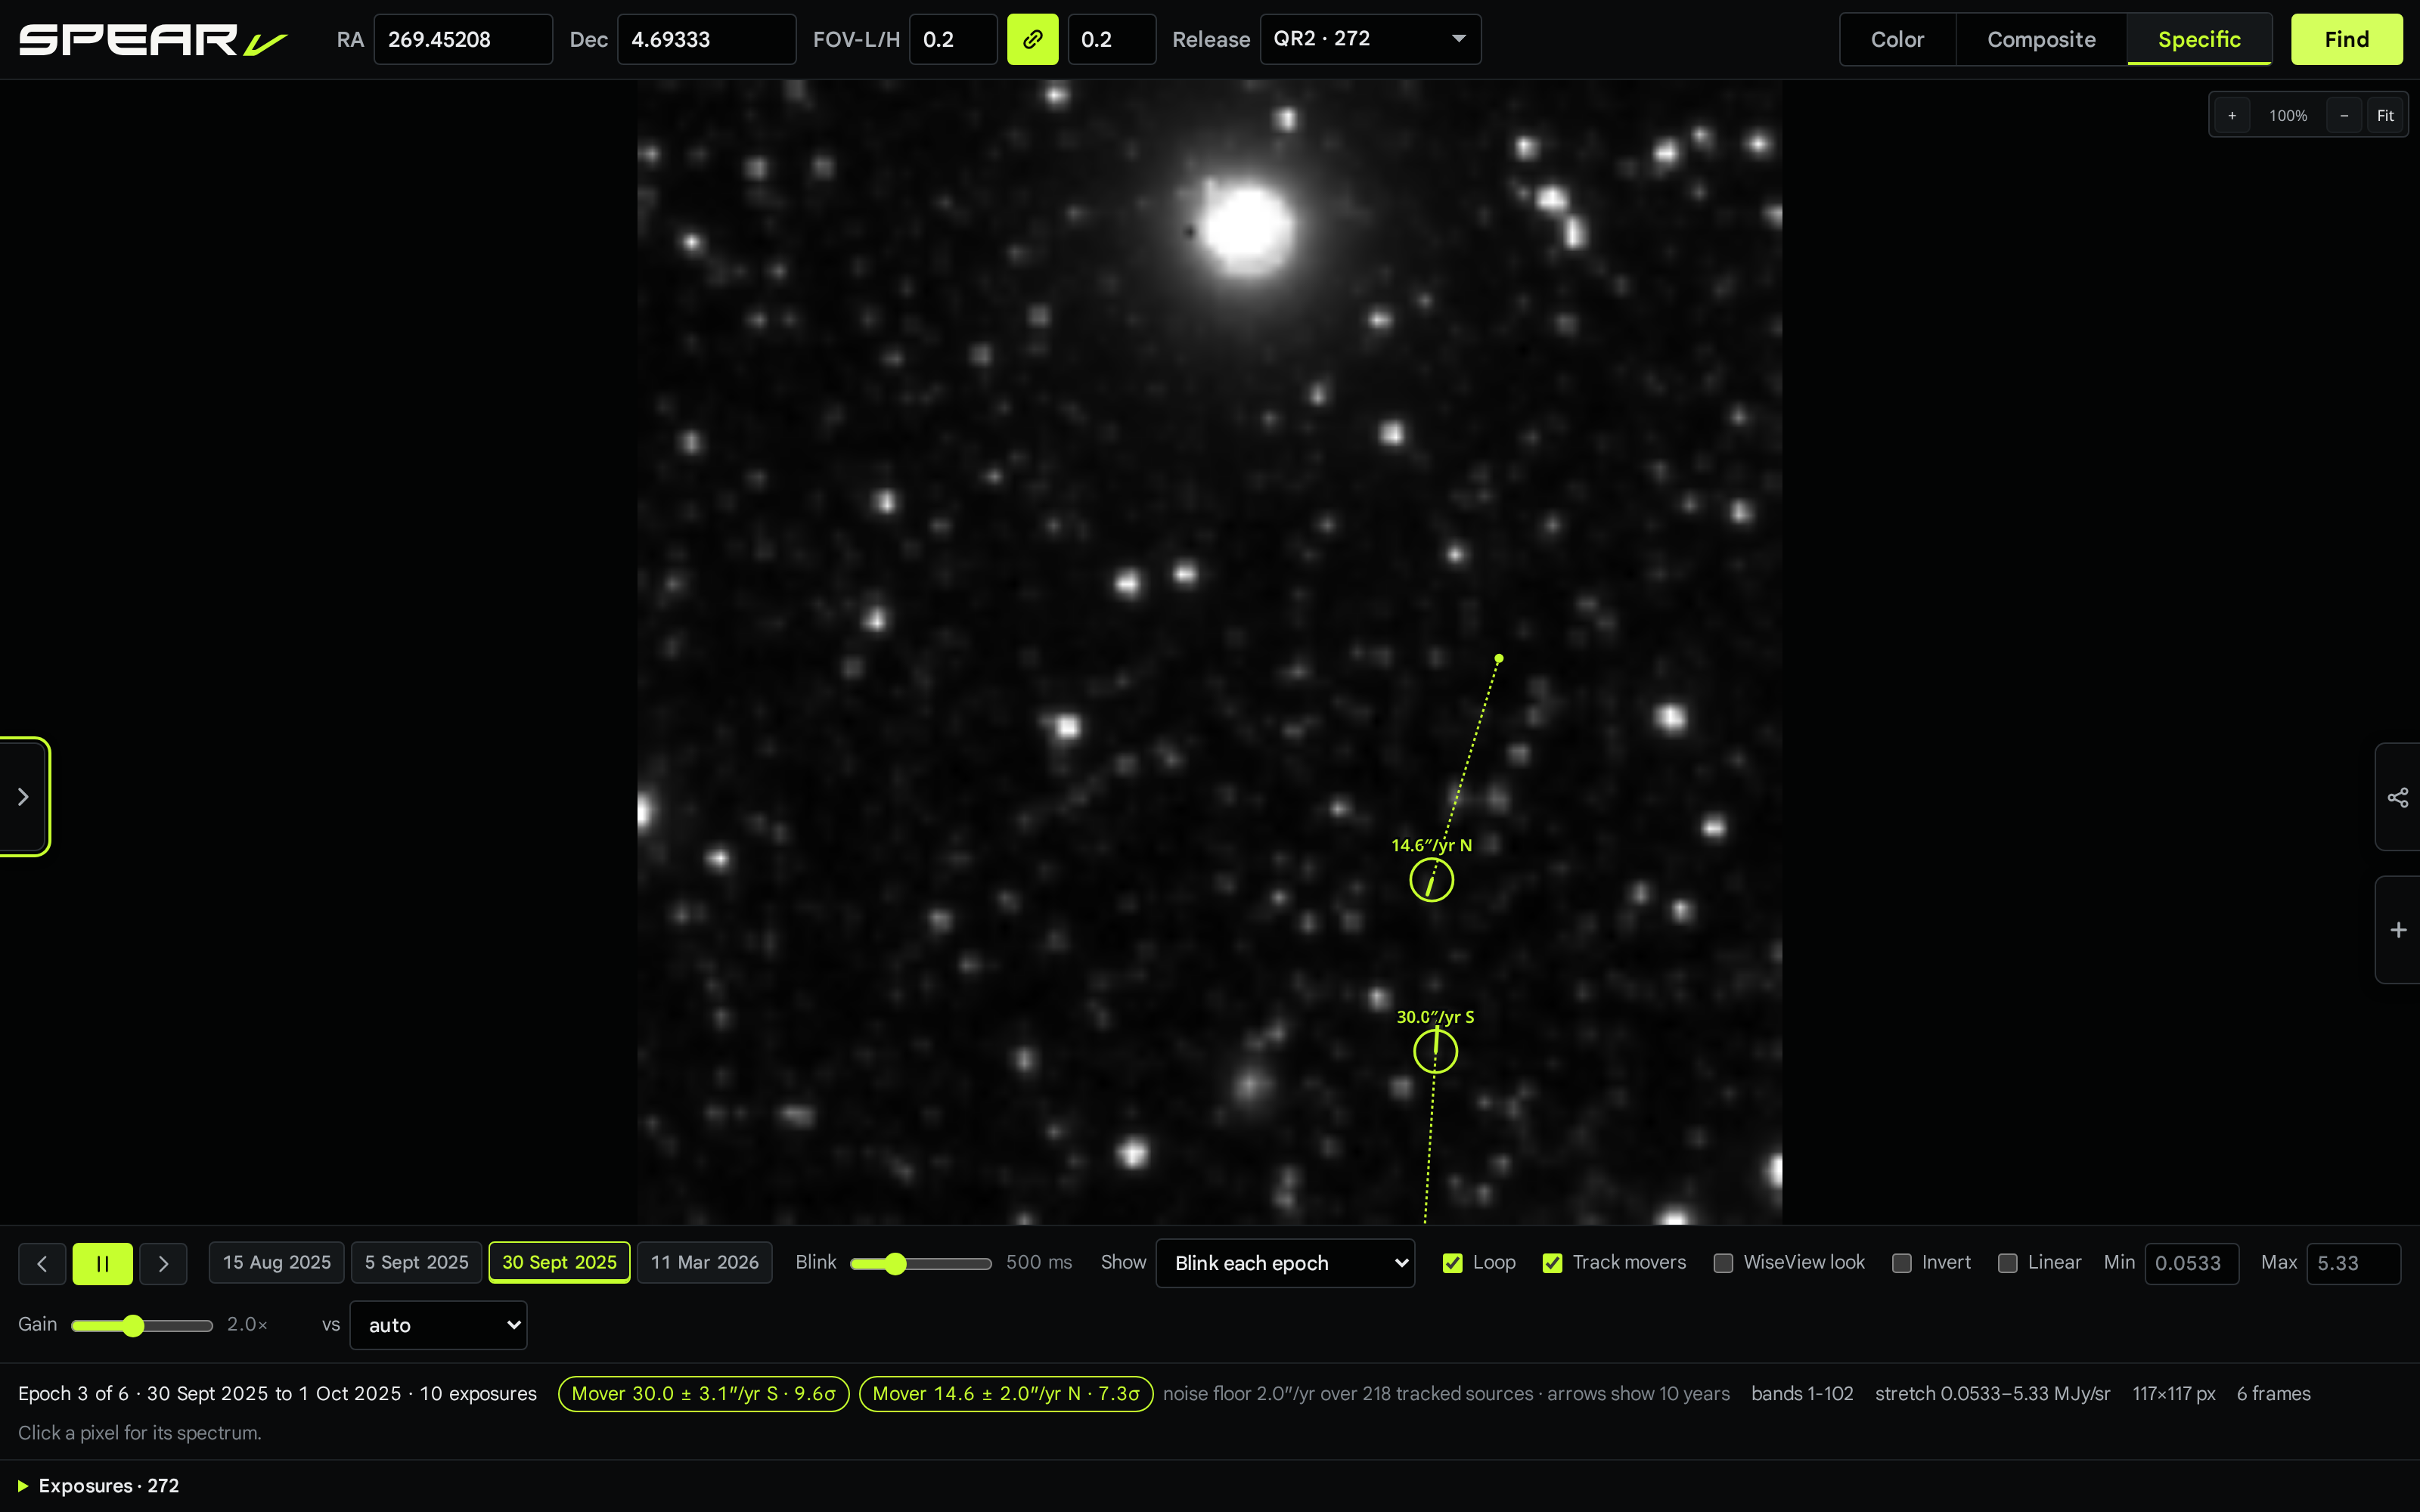 SPEAR
RA 269.45208 Dec 4.69333 FOV-L/H 0.2 0.2 Release QR2 · 272 Color Composite Specific Find
+ 100% − Fit
14.6″/yr N
30.0″/yr S
15 Aug 2025 5 Sept 2025 30 Sept 2025 11 Mar 2026 Blink 500 ms Show Blink each epoch Loop Track movers WiseView look Invert Linear Min 0.0533 Max 5.33
Gain 2.0× vs auto
Epoch 3 of 6 · 30 Sept 2025 to 1 Oct 2025 · 10 exposures Mover 30.0 ± 3.1″/yr S · 9.6σ Mover 14.6 ± 2.0″/yr N · 7.3σ noise floor 2.0″/yr over 218 tracked sources · arrows show 10 years bands 1-102 stretch 0.0533–5.33 MJy/sr 117×117 px 6 frames
Click a pixel for its spectrum.
Exposures · 272